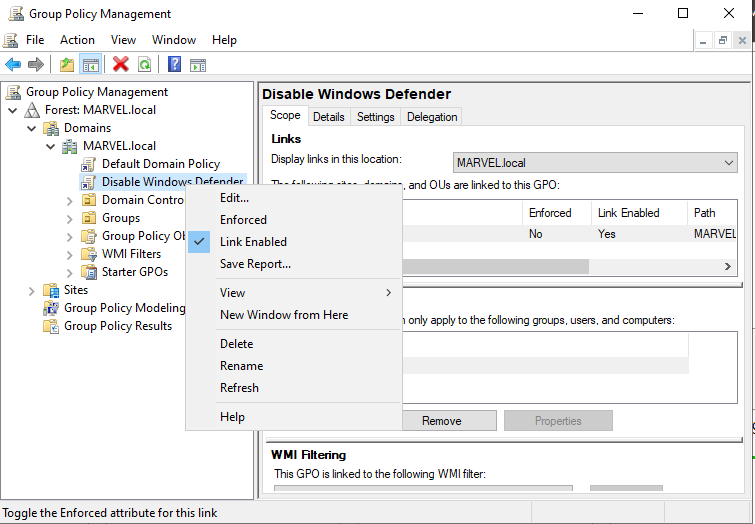 Group Policy Management
File Action View Window Help
Group Policy Management
Forest: MARVEL.local
Domains
MARVEL.local
Default Domain Policy
Disable Windows Defender
Domain Contro
Groups
Group Policy Ob
WMI Filters
Starter GPOs
Sites
Group Policy Modeling
Group Policy Results
Edit...
Enforced
Link Enabled
Save Report...
View
New Window from Here
Delete
Rename
Refresh
Help
Disable Windows Defender
Scope Details Settings Delegation
Links
Display links in this location: MARVEL.local
The following sites, domains, and OUs are linked to this GPO:
Enforced Link Enabled Path
No Yes MARVEL
n only apply to the following groups, users, and computers:
Remove Properties
WMI Filtering
This GPO is linked to the following WMI filter:
Toggle the Enforced attribute for this link